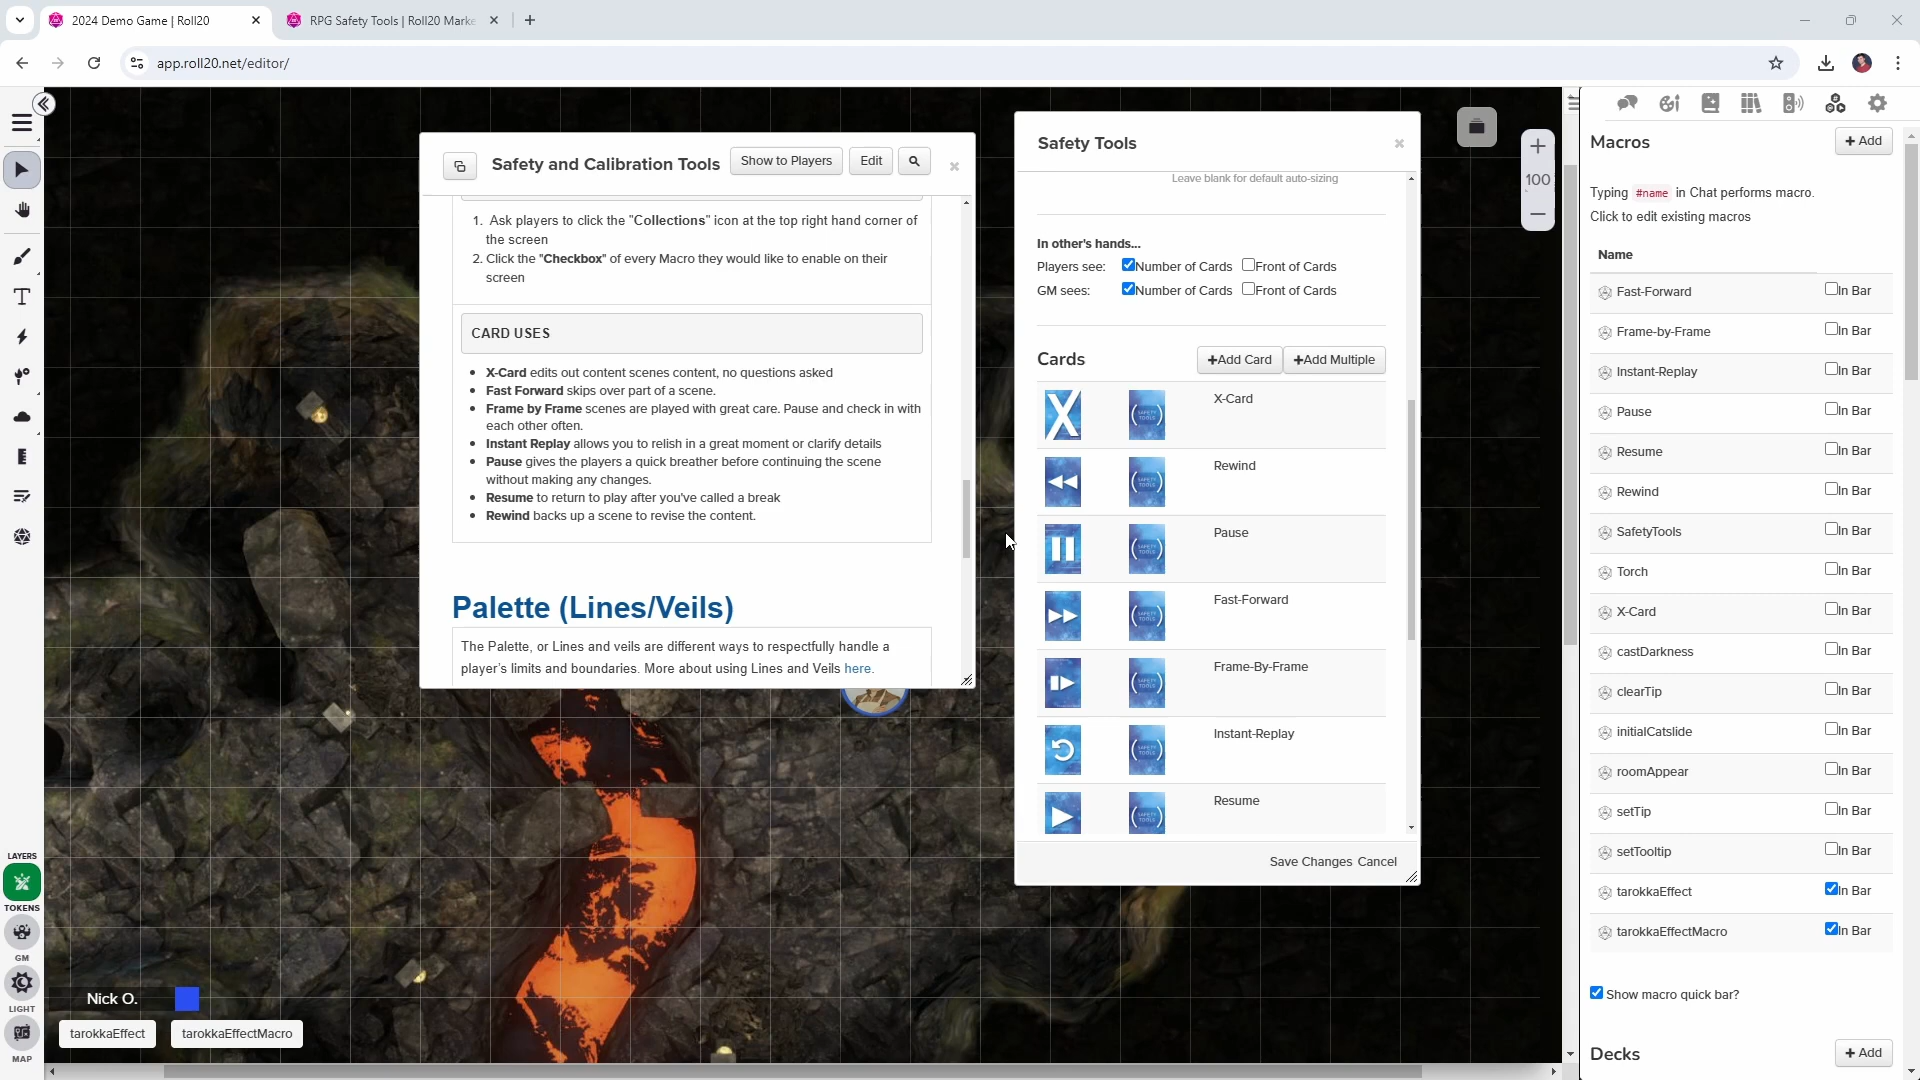 2024 Demo Game | Roll20
RPG Safety Tools | Roll20 Marke
app.roll20.net/editor/
Safety and Calibration Tools
Show to Players
Edit
1. Ask players to click the "Collections" icon at the top right hand corner of
the screen
2. Click the "Checkbox" of every Macro they would like to enable on their
screen
CARD USES
X-Card edits out content scenes content, no questions asked
Fast Forward skips over part of a scene.
Frame by Frame scenes are played with great care. Pause and check in with
each other often.
Instant Replay allows you to relish in a great moment or clarify details
Pause gives the players a quick breather before continuing the scene
without making any changes.
Resume to return to play after you've called a break
Rewind backs up a scene to revise the content.
Palette (Lines/Veils)
The Palette, or Lines and veils are different ways to respectfully handle a
player's limits and boundaries. More about using Lines and Veils here.
Safety Tools
Leave blank for default auto-sizing
In other's hands...
Players see: Number of Cards Front of Cards
GM sees: Number of Cards Front of Cards
Cards
+Add Card
+Add Multiple
X
SAFETY TOOLS
X-Card
SAFETY TOOLS
Rewind
SAFETY TOOLS
Pause
SAFETY TOOLS
Fast-Forward
SAFETY TOOLS
Frame-By-Frame
SAFETY TOOLS
Instant-Replay
SAFETY TOOLS
Resume
Save Changes Cancel
100
Macros
+ Add
Typing #name in Chat performs macro.
Click to edit existing macros
Name
Fast-Forward In Bar
Frame-by-Frame In Bar
Instant-Replay In Bar
Pause In Bar
Resume In Bar
Rewind In Bar
SafetyTools In Bar
Torch In Bar
X-Card In Bar
castDarkness In Bar
clearTip In Bar
initialCatslide In Bar
roomAppear In Bar
setTip In Bar
setTooltip In Bar
tarokkaEffect In Bar
tarokkaEffectMacro In Bar
Show macro quick bar?
Decks
+ Add
LAYERS
TOKENS
GM
LIGHT
MAP
Nick O.
tarokkaEffect
tarokkaEffectMacro